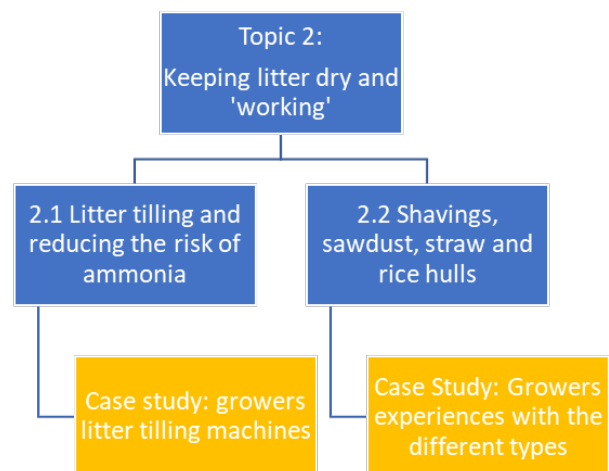 Topic 2:
Keeping litter dry and
'working'
2.1 Litter tilling and
reducing the risk of
ammonia
2.2 Shavings,
sawdust, straw and
rice hulls
Case study: growers
litter tilling machines
Case Study: Growers
experiences with the
different types